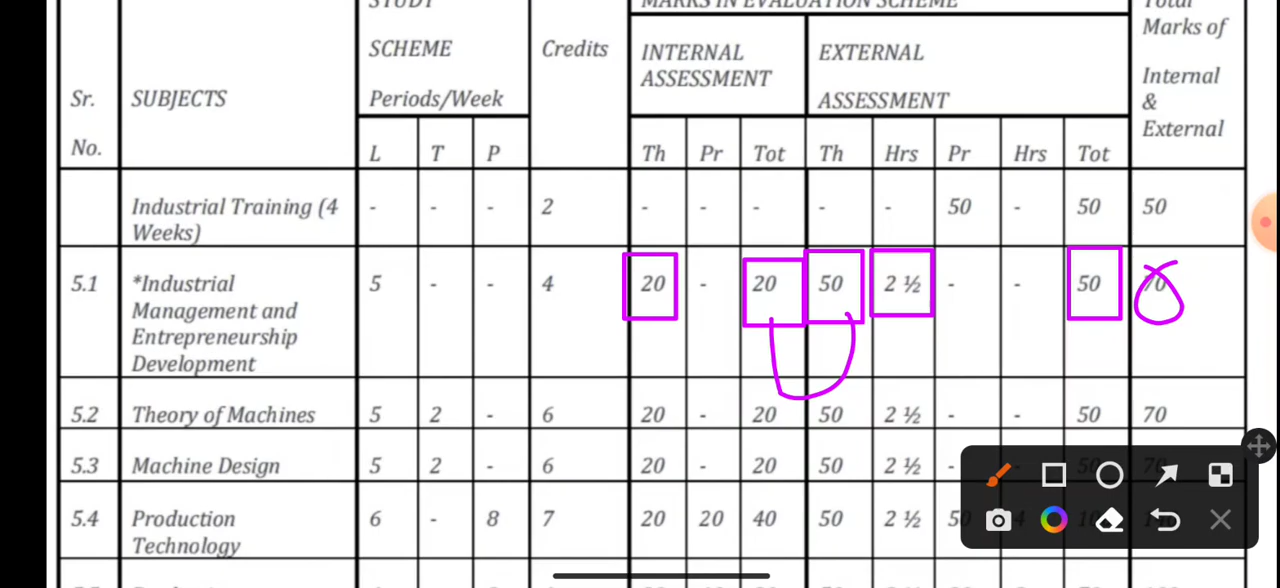 STUDY MARKS IN EVALUATION SCHEME Total
SCHEME Credits INTERNAL ASSESSMENT EXTERNAL Marks of
Sr. SUBJECTS Periods/Week ASSESSMENT Internal & External
No. L T P Th Pr Tot Th Hrs Pr Hrs Tot
Industrial Training (4 Weeks) - - - 2 - - - - - 50 - 50 50
5.1 *Industrial Management and Entrepreneurship Development 5 - - 4 20 - 20 50 2 ½ - - 50 70
5.2 Theory of Machines 5 2 - 6 20 - 20 50 2 ½ - - 50 70
5.3 Machine Design 5 2 - 6 20 - 20 50 2 ½ - - 50 70
5.4 Production Technology 6 - 8 7 20 20 40 50 2 ½ 50 4